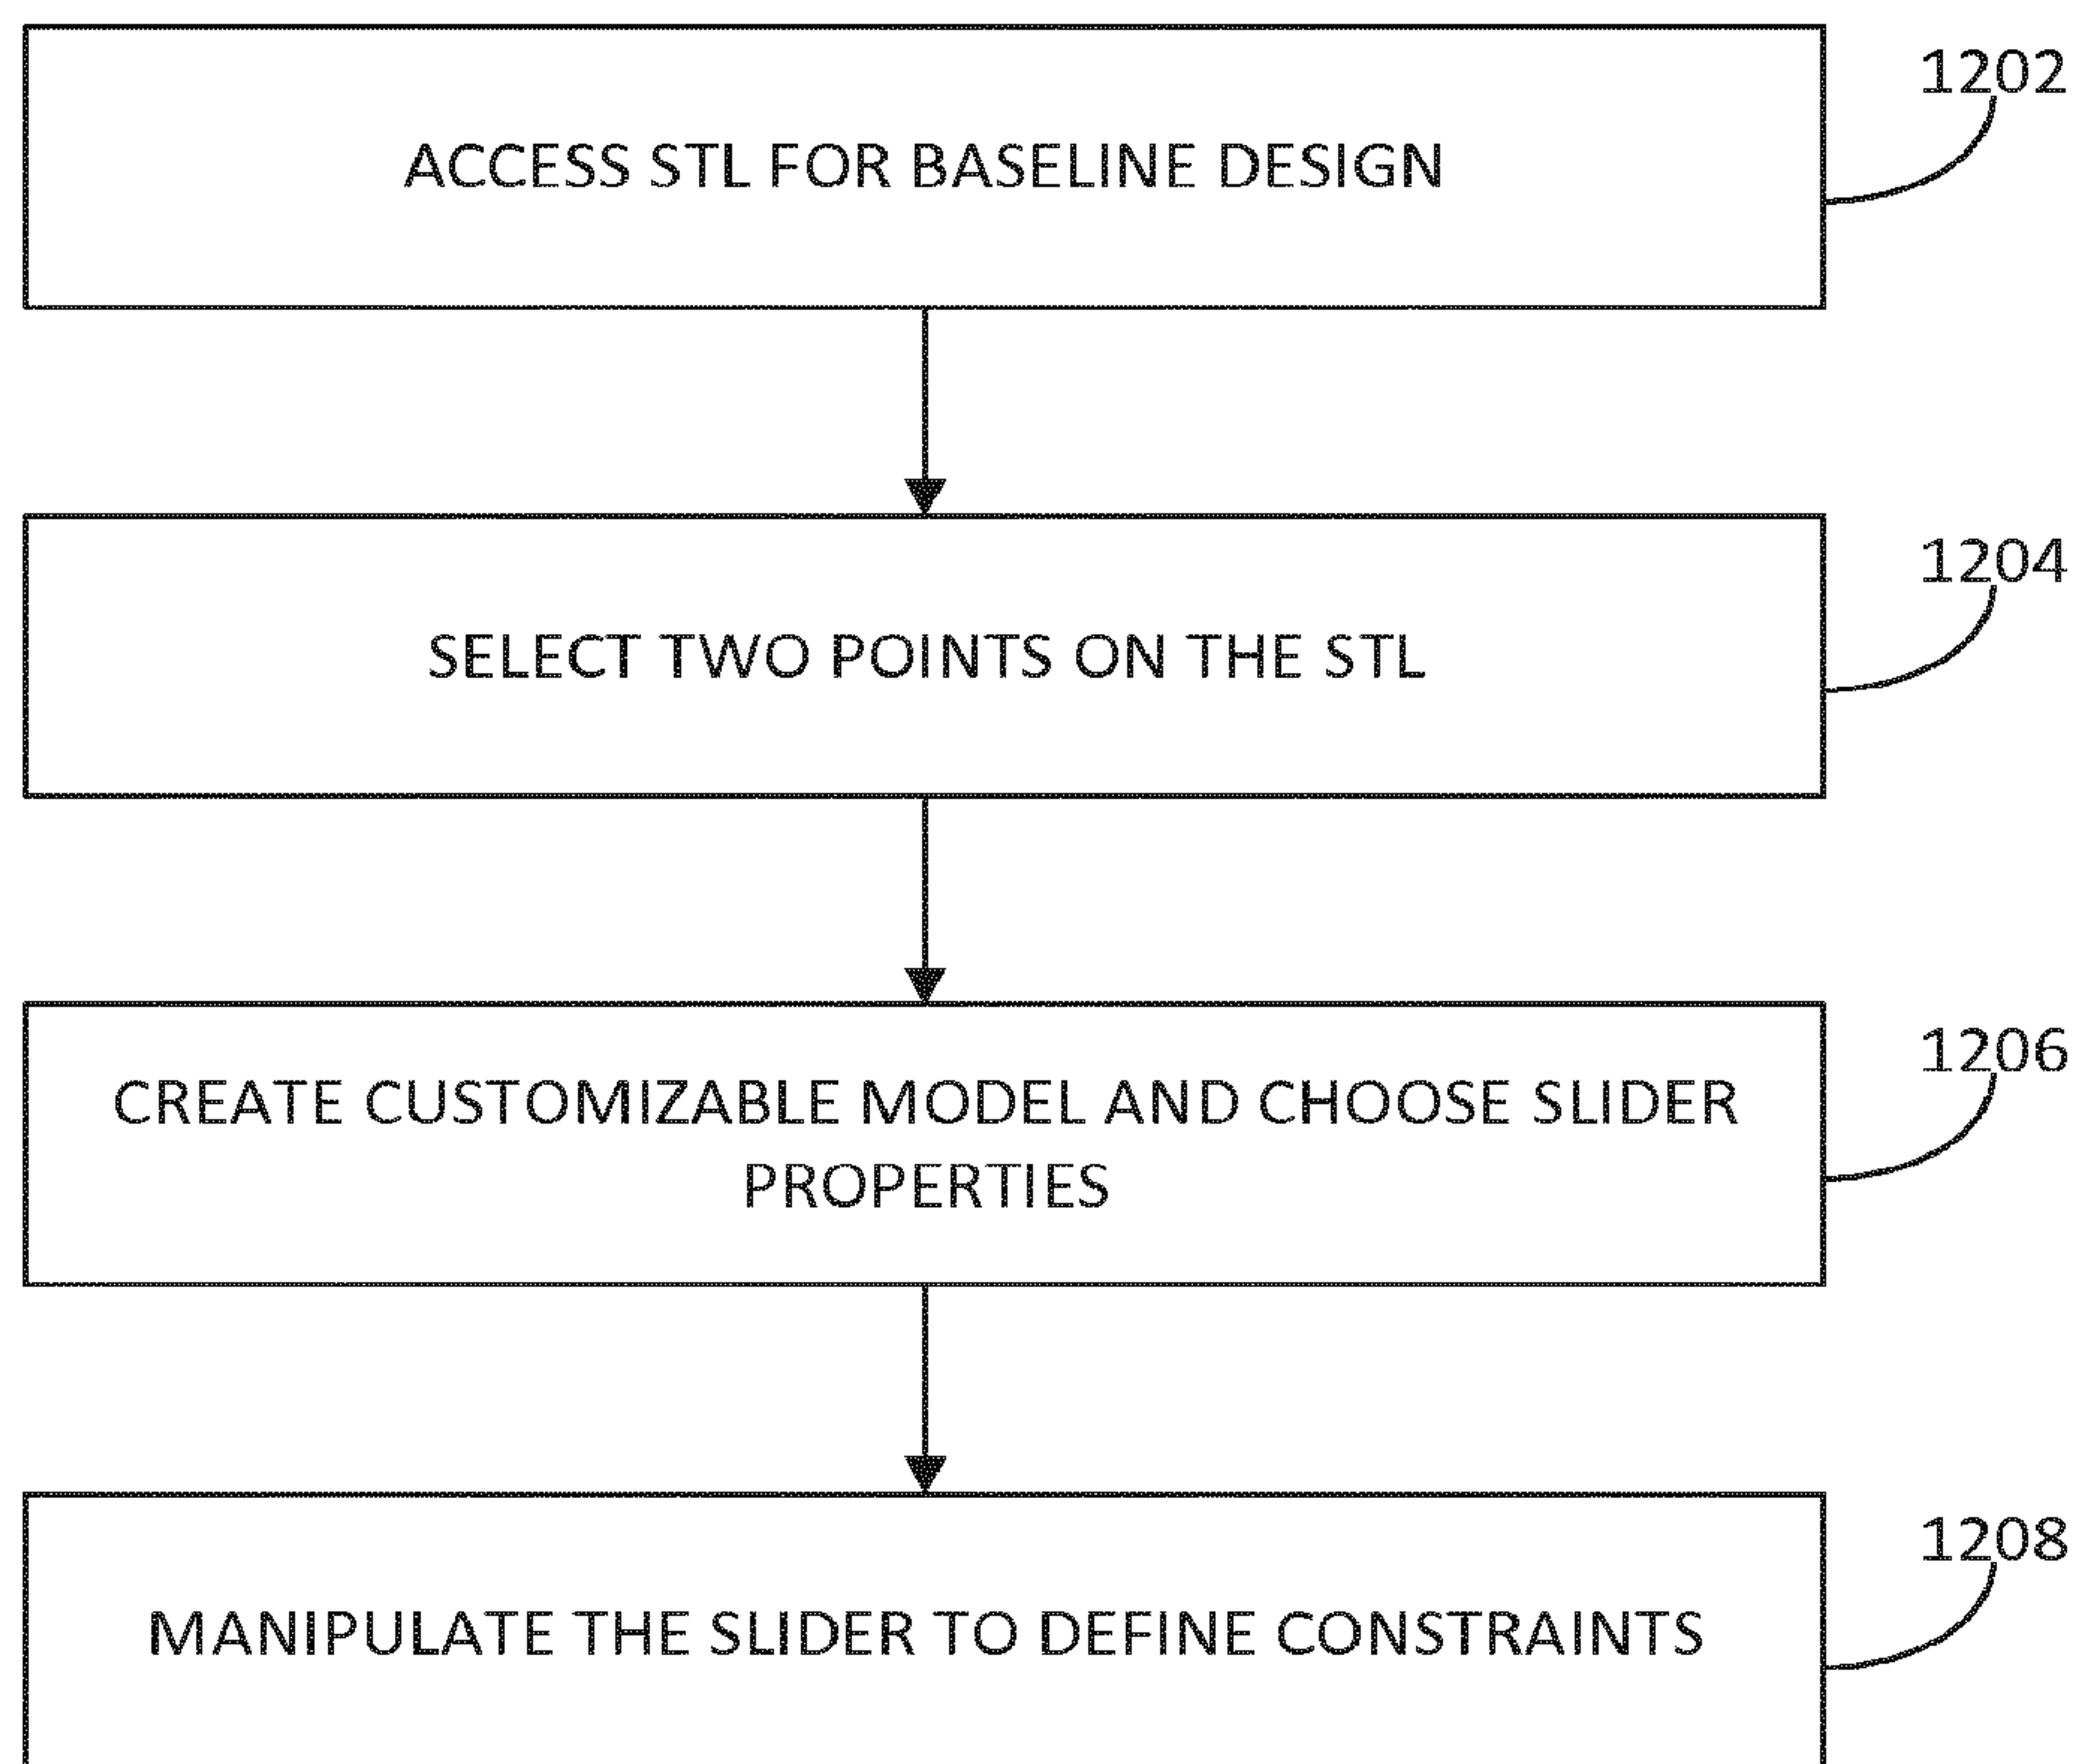 1202
ACCESS STL FOR BASELINE DESIGN
1204
SELECT TWO POINTS ON THE STL
1206
CREATE CUSTOMIZABLE MODEL AND CHOOSE SLIDER
PROPERTIES
1208
MANIPULATE THE SLIDER TO DEFINE CONSTRAINTS